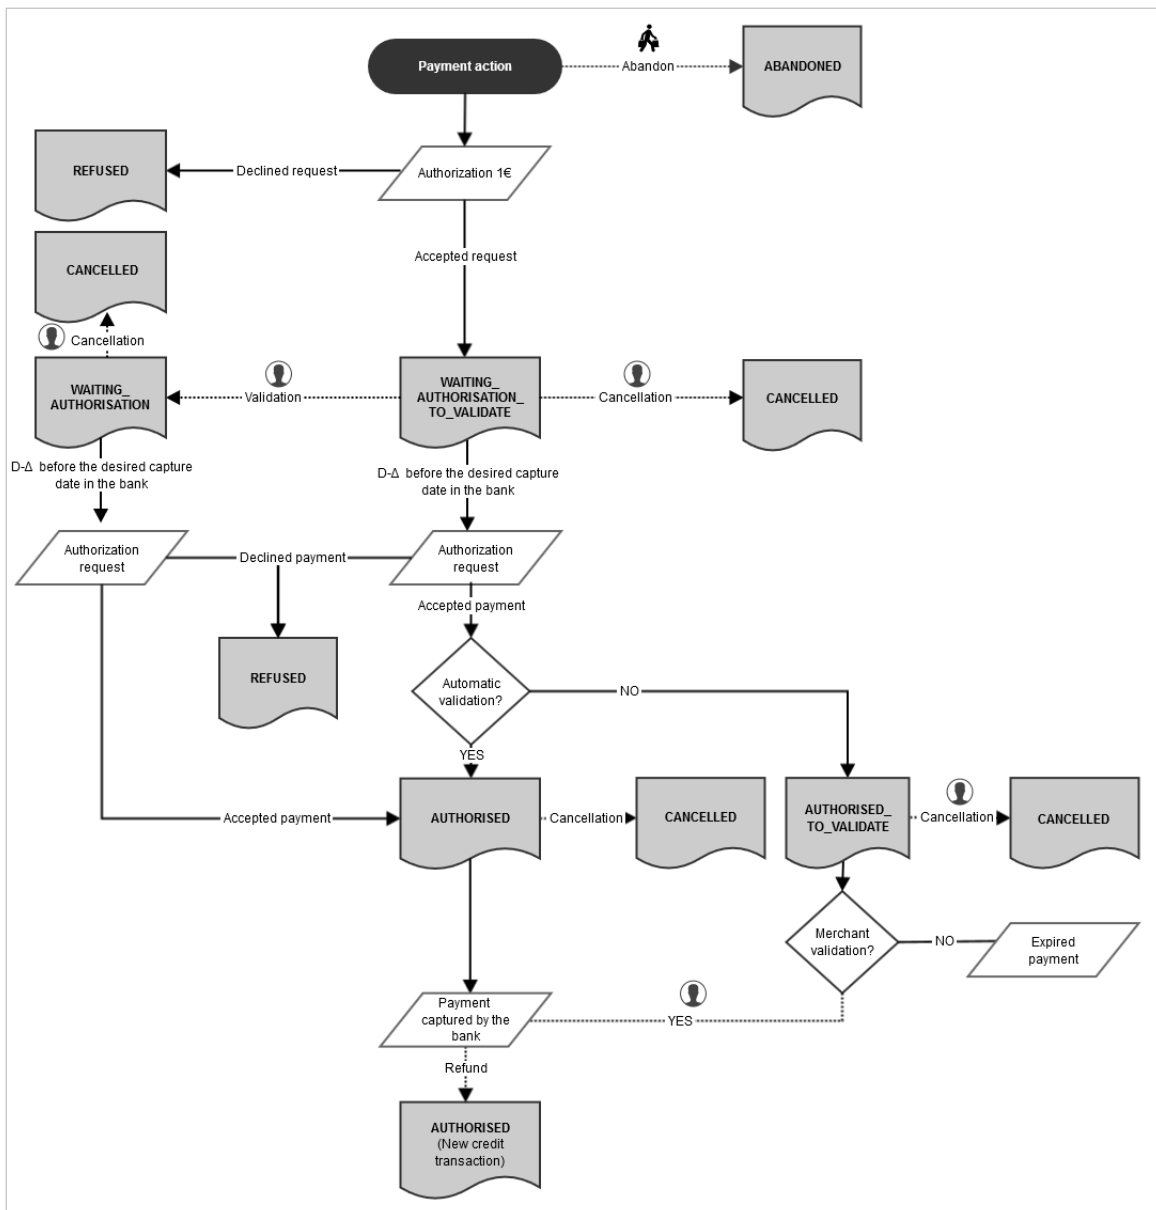 Payment action
Abandon
ABANDONED
REFUSED
Declined request
Authorization 1€
CANCELLED
Accepted request
Cancellation
WAITING_
AUTHORISATION
Validation
WAITING_
AUTHORISATION_
TO_VALIDATE
Cancellation
CANCELLED
D-Δ before the desired capture
date in the bank
D-Δ before the desired capture
date in the bank
Authorization
request
Declined payment
Authorization
request
Accepted payment
REFUSED
Automatic
validation?
NO
YES
Accepted payment
AUTHORISED
Cancellation
CANCELLED
AUTHORISED_
TO_VALIDATE
Cancellation
CANCELLED
Merchant
validation?
NO
Expired
payment
Payment
captured by the
bank
YES
Refund
AUTHORISED
(New credit
transaction)